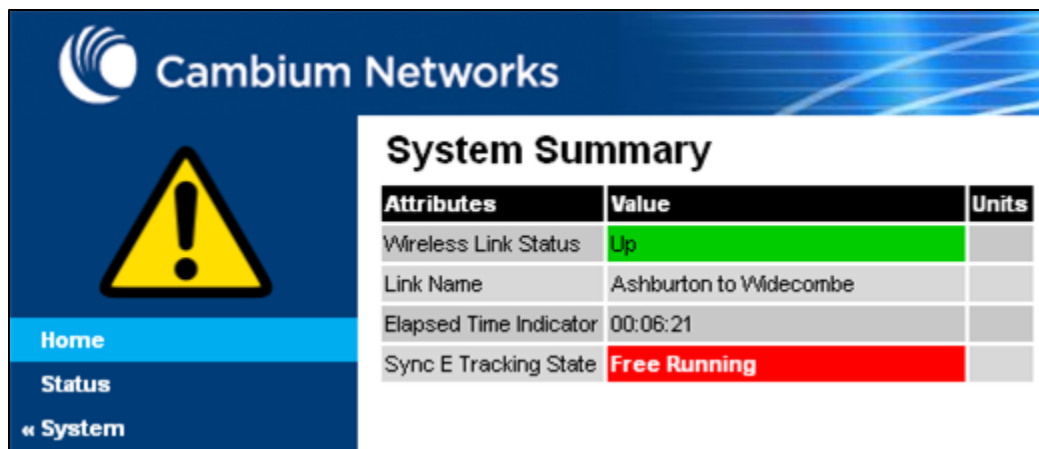 Cambium Networks
System Summary
Attributes Value Units
Wireless Link Status Up
Link Name Ashburton to Widecombe
Elapsed Time Indicator 00:06:21
Sync E Tracking State Free Running
Home
Status
« System